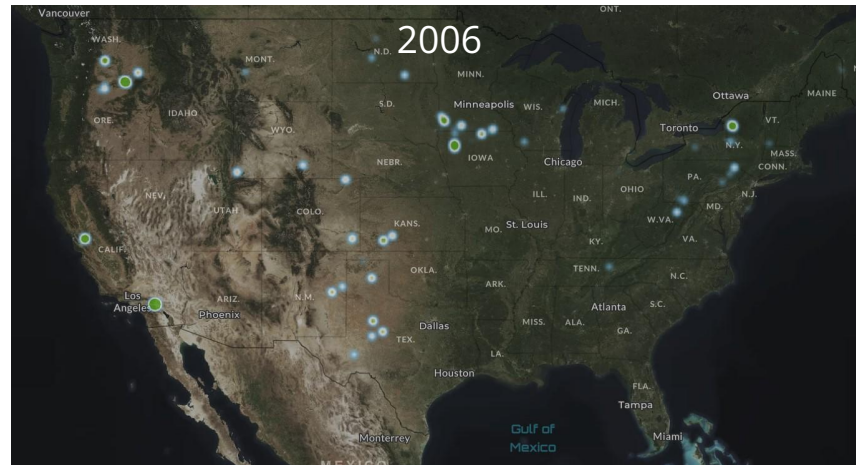 Vancouver
ONT.
WASH.
2006
N.D.
MONT.
MINN.
MAINE
Ottawa
S.D.
Minneapolis
WIS.
MICH.
ORE.
IDAHO
VT.
Toronto
WYO.
N.Y.
MASS.
NEBR.
IOWA
Chicago
CONN.
PA.
NEV.
UTAH
COLO.
ILL.
IND.
OHIO
N.J.
MD.
KANS.
MO.
St. Louis
W.VA.
CALIF.
KY.
VA.
OKLA.
TENN.
N.C.
ARK.
Los
Angeles
ARIZ.
N.M.
Atlanta
S.C.
Phoenix
Dallas
MISS.
ALA.
GA.
TEX.
LA.
Houston
FLA.
Tampa
Gulf of
Mexico
Miami
Monterrey
MEXICO